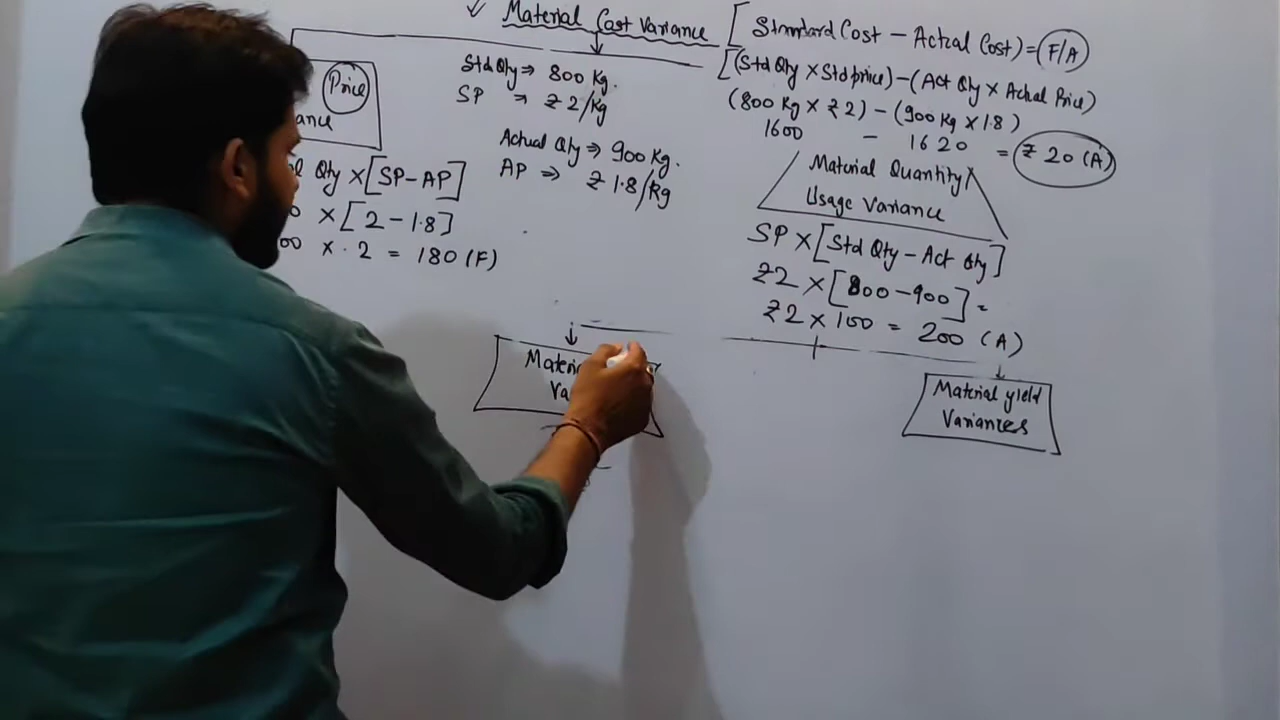 ✓ Material Cost Variance [ Standard Cost - Actual Cost) = F/A
[(Std Qty × Std price) - (Act Qty × Actual Price)
(800 Kg × ₹2) - (900 Kg × 1.8)
1600 - 1620 = ₹ 20 (A)
Price
Std Qty ⇒ 800 Kg.
SP ⇒ ₹ 2/Kg
Actual Qty ⇒ 900 Kg.
AP ⇒ ₹ 1.8/Kg
Qty × [SP-AP]
× [2-1.8]
× .2 = 180 (F)
Material Quantity/
Usage Variance
SP × [Std Qty - Act Qty]
₹2 × [800-900] =
₹2 × 100 = 200 (A)
Material yield
Variances